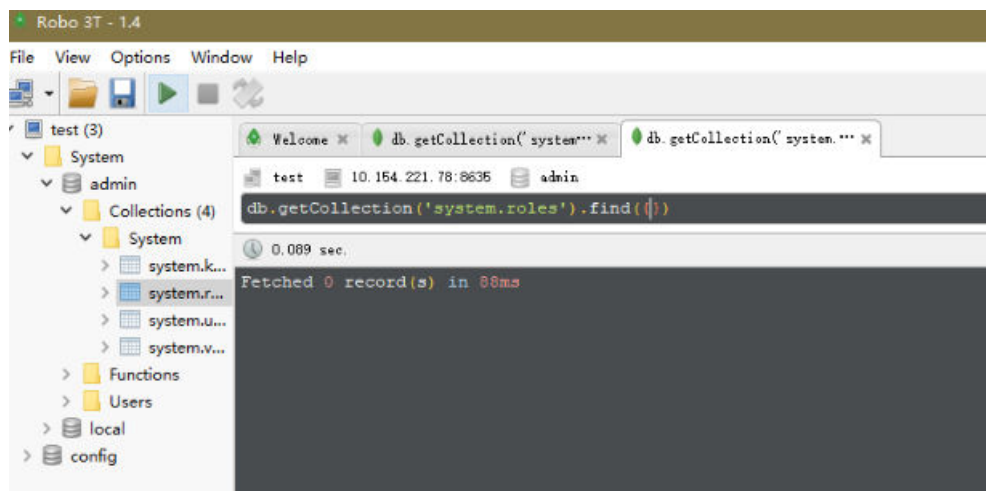 Robo 3T - 1.4
File View Options Window Help
test (3)
System
admin
Collections (4)
System
system.k...
system.r...
system.u...
system.v...
Functions
Users
local
config
Welcome
db.getCollection('system...
db.getCollection('system....
test 10.154.221.78:8635 admin
db.getCollection('system.roles').find({})
0.089 sec.
Fetched 0 record(s) in 88ms